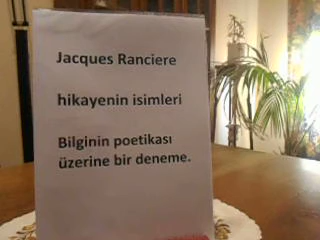 Jacques Ranciere
hikayenin isimleri
Bilginin poetikası
üzerine bir deneme.